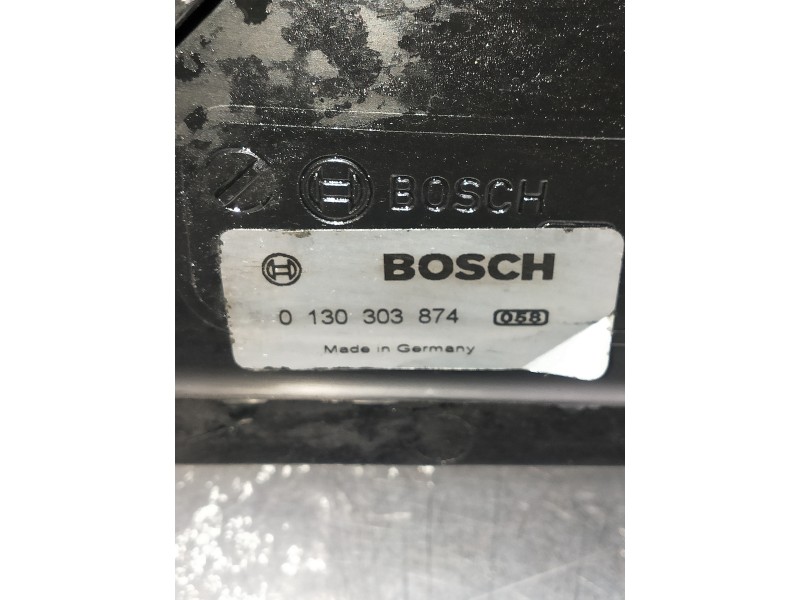 BOSCH
BOSCH
0 130 303 874 058
Made in Germany